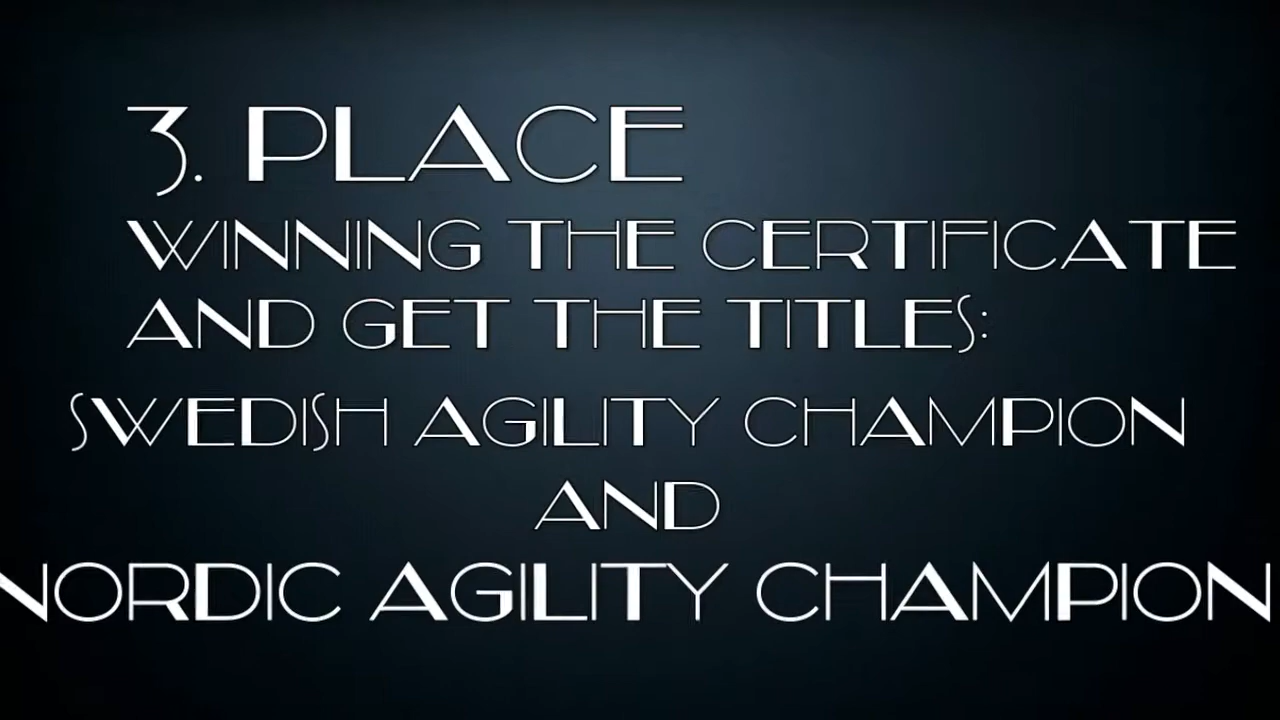 3. PLACE
WINNING THE CERTIFICATE
AND GET THE TITLES:
SWEDISH AGILITY CHAMPION
AND
NORDIC AGILITY CHAMPION